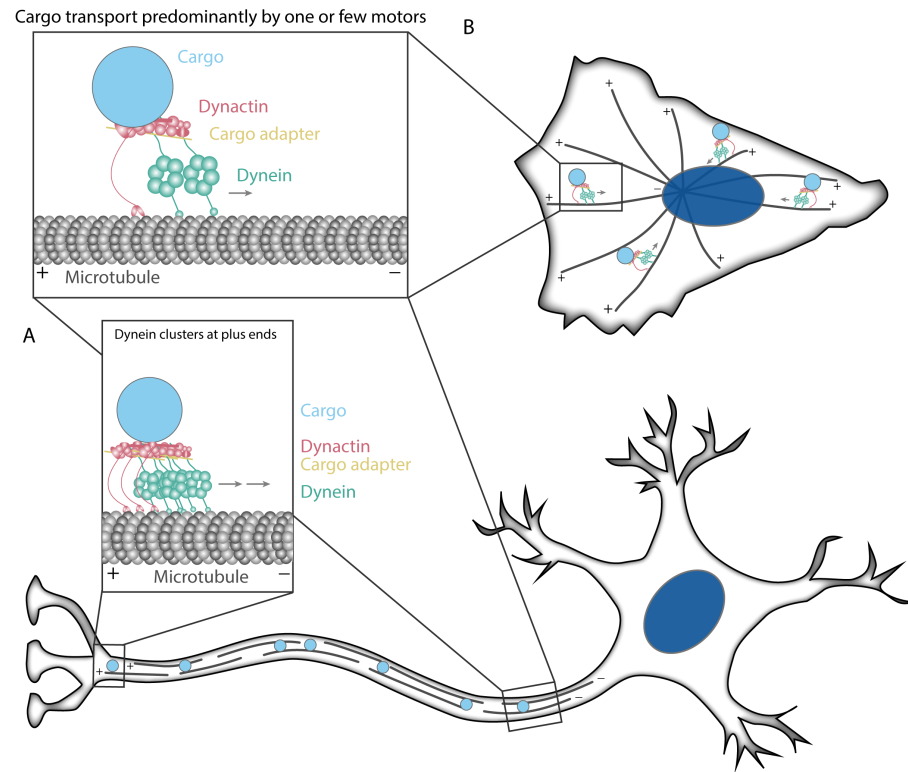 Cargo transport predominantly by one or few motors
Cargo
Dynactin
Cargo adapter
Dynein
+ −
Microtubule
B
+
+
+
−
+
+
+
+
+
+
+
A
Dynein clusters at plus ends
Cargo
Dynactin
Cargo adapter
Dynein
+ Microtubule −
+
+
−
−